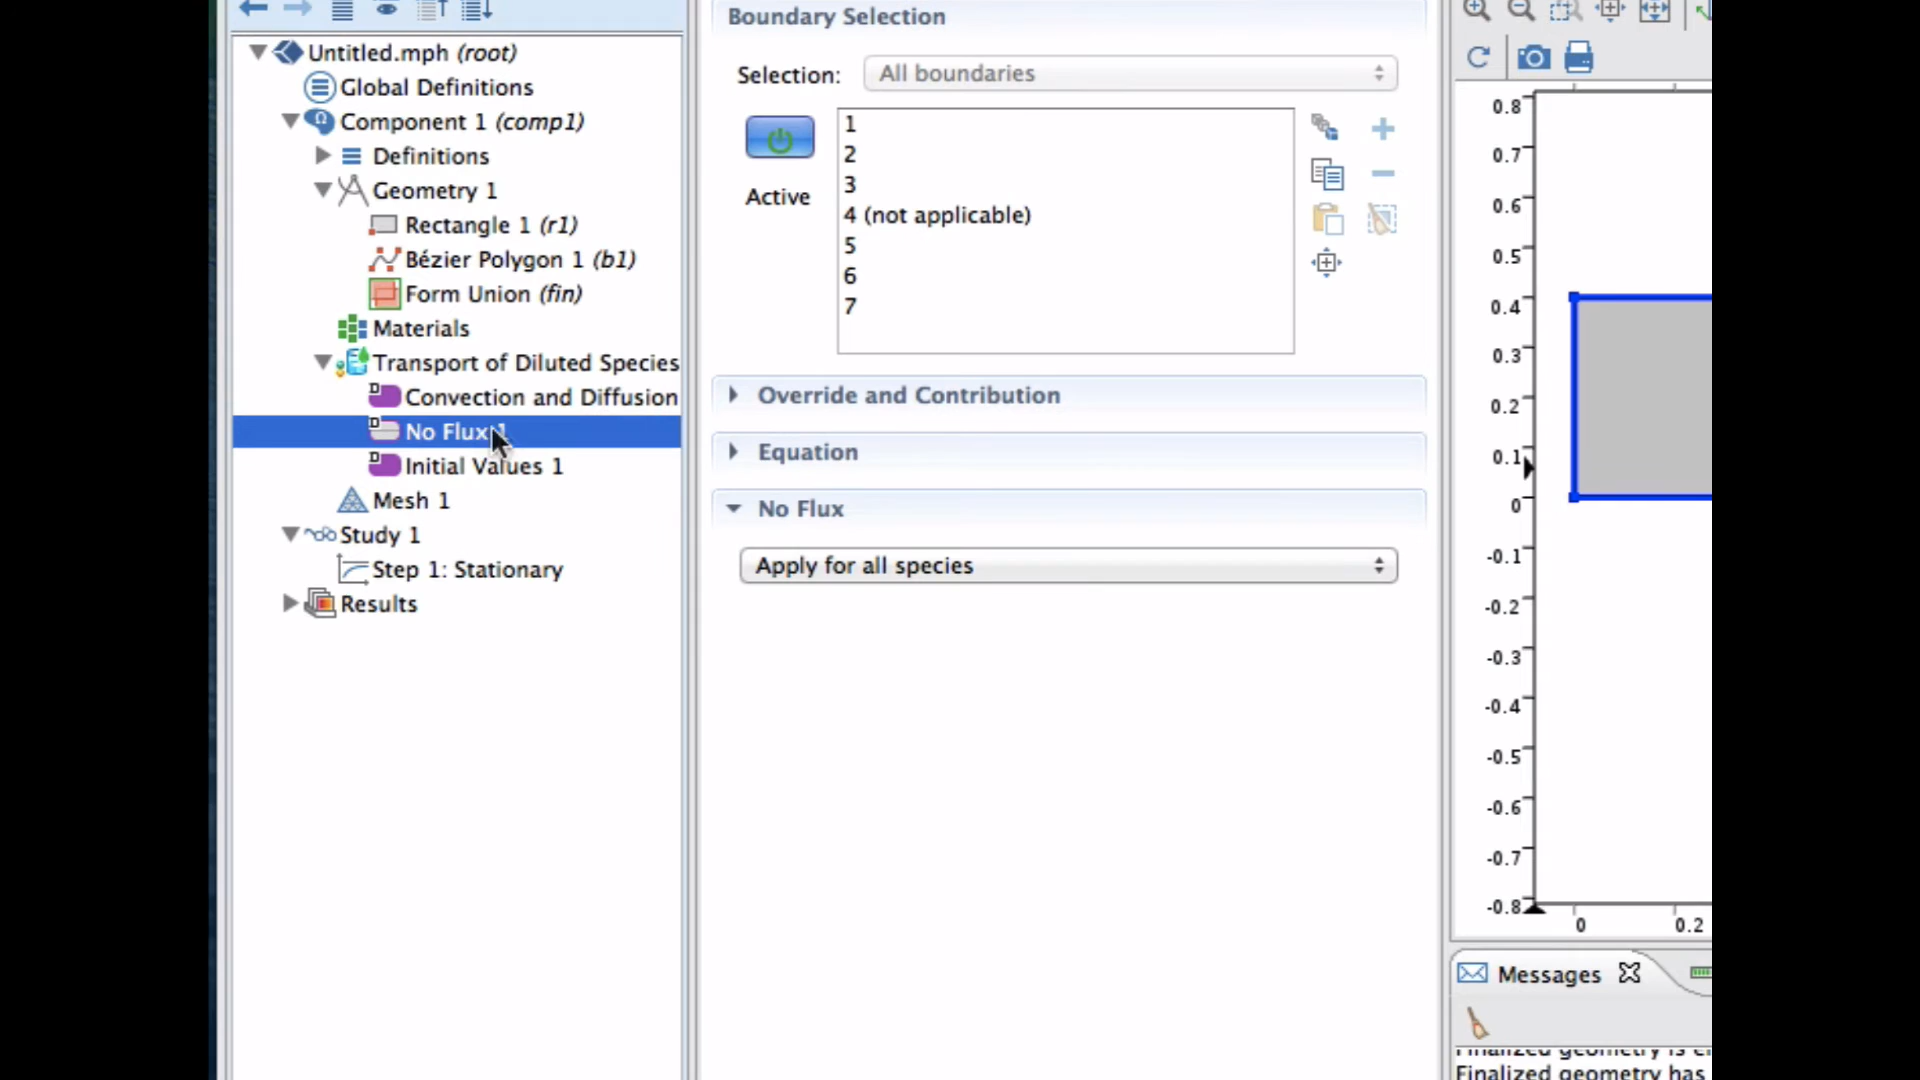 Untitled.mph (root)
Global Definitions
Component 1 (comp1)
Definitions
Geometry 1
Rectangle 1 (r1)
Bézier Polygon 1 (b1)
Form Union (fin)
Materials
Transport of Diluted Species
Convection and Diffusion
No Flux 1
Initial Values 1
Mesh 1
Study 1
Step 1: Stationary
Results
Boundary Selection
Selection: All boundaries
Active
1
2
3
4 (not applicable)
5
6
7
Override and Contribution
Equation
No Flux
Apply for all species
0.8
0.7
0.6
0.5
0.4
0.3
0.2
0.1
0
-0.1
-0.2
-0.3
-0.4
-0.5
-0.6
-0.7
-0.8
0 0.2
Messages
Finalized geometry is
Finalized geometry has